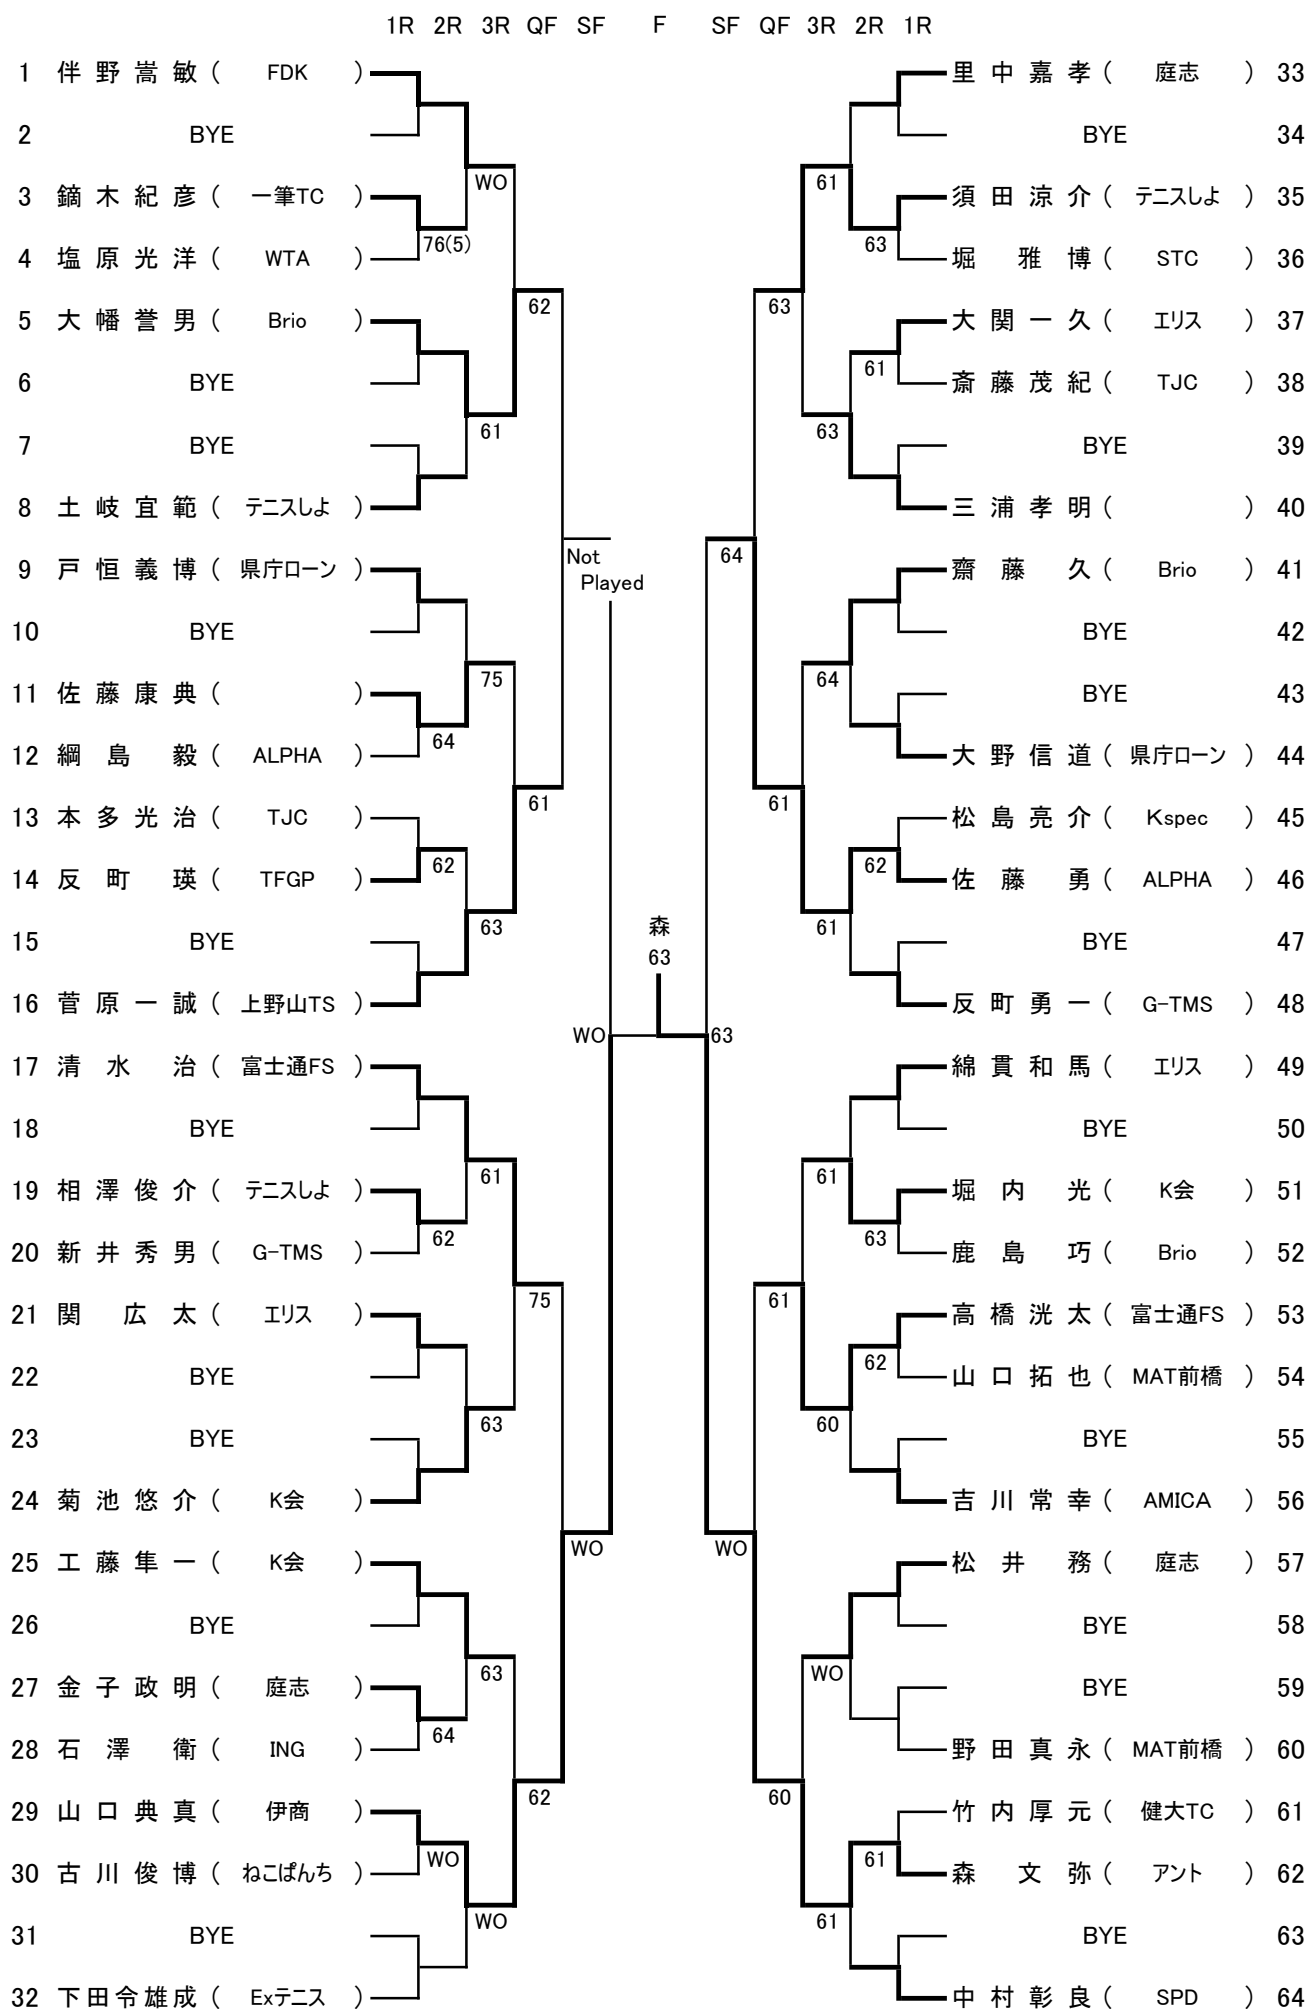 1R 2R 3R QF SF F SF QF 3R 2R 1R
1 伴野嵩敏 ( FDK ) 里中嘉孝 ( 庭志 ) 33
2 BYE BYE 34
WO 61
3 鏑木紀彦 ( 一筆TC ) 須田涼介 ( テニスしよ ) 35
76(5) 63
4 塩原光洋 ( WTA ) 堀雅博 ( STC ) 36
62 63
5 大幡誉男 ( Brio ) 大関一久 ( エリス ) 37
61
6 BYE 斎藤茂紀 ( TJC ) 38
61 63
7 BYE BYE 39
8 土岐宜範 ( テニスしよ ) 三浦孝明 ( ) 40
Not 64
9 戸恒義博 ( 県庁ローン ) 齋藤久 ( Brio ) 41
Played
10 BYE BYE 42
75 64
11 佐藤康典 ( ) BYE 43
64
12 綱島毅 ( ALPHA ) 大野信道 ( 県庁ローン ) 44
61 61
13 本多光治 ( TJC ) 松島亮介 ( Kspec ) 45
62 62
14 反町瑛 ( TFGP ) 佐藤勇 ( ALPHA ) 46
63 森 61
15 BYE BYE 47
63
16 菅原一誠 ( 上野山TS ) 反町勇一 ( G-TMS ) 48
WO 63
17 清水治 ( 富士通FS ) 綿貫和馬 ( エリス ) 49
18 BYE BYE 50
61 61
19 相澤俊介 ( テニスしよ ) 堀内光 ( K会 ) 51
62 63
20 新井秀男 ( G-TMS ) 鹿島巧 ( Brio ) 52
75 61
21 関広太 ( エリス ) 高橋洸太 ( 富士通FS ) 53
62
22 BYE 山口拓也 ( MAT前橋 ) 54
63 60
23 BYE BYE 55
24 菊池悠介 ( K会 ) 吉川常幸 ( AMICA ) 56
WO WO
25 工藤隼一 ( K会 ) 松井務 ( 庭志 ) 57
26 BYE BYE 58
63 WO
27 金子政明 ( 庭志 ) BYE 59
64
28 石澤衛 ( ING ) 野田真永 ( MAT前橋 ) 60
62 60
29 山口典真 ( 伊商 ) 竹内厚元 ( 健大TC ) 61
WO 61
30 古川俊博 ( ねこぱんち ) 森文弥 ( アント ) 62
WO 61
31 BYE BYE 63
32 下田令雄成 ( Exテニス ) 中村彰良 ( SPD ) 64